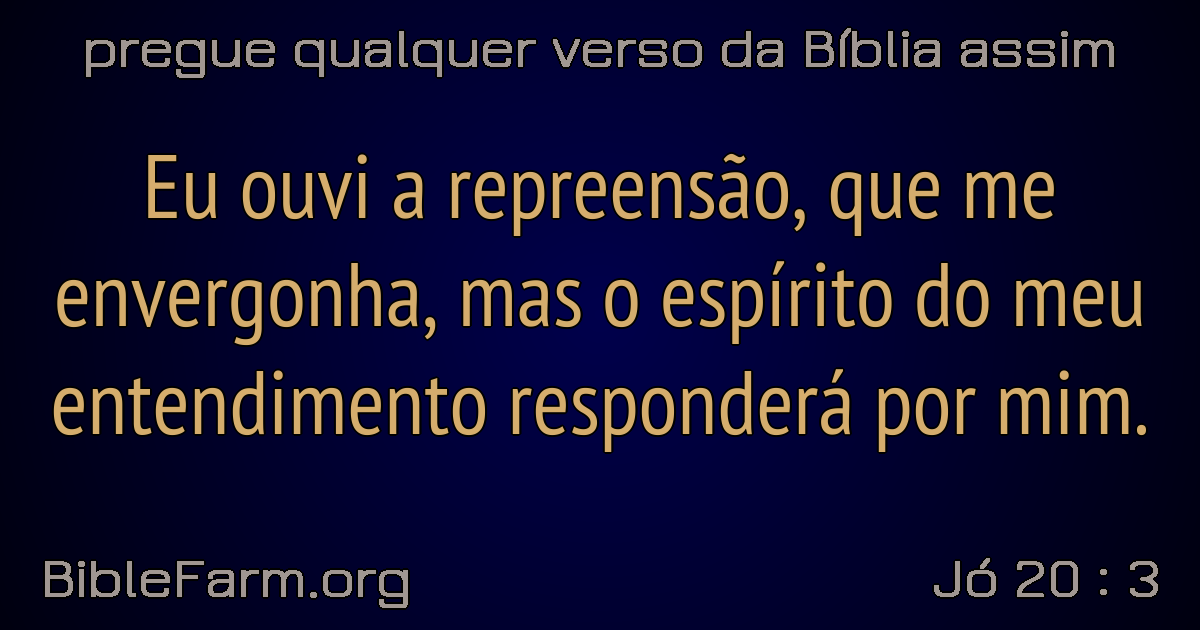 pregue qualquer verso da Bíblia assim
Eu ouvi a repreensão, que me
envergonha, mas o espírito do meu
entendimento responderá por mim.
BibleFarm.org
Jó 20 : 3